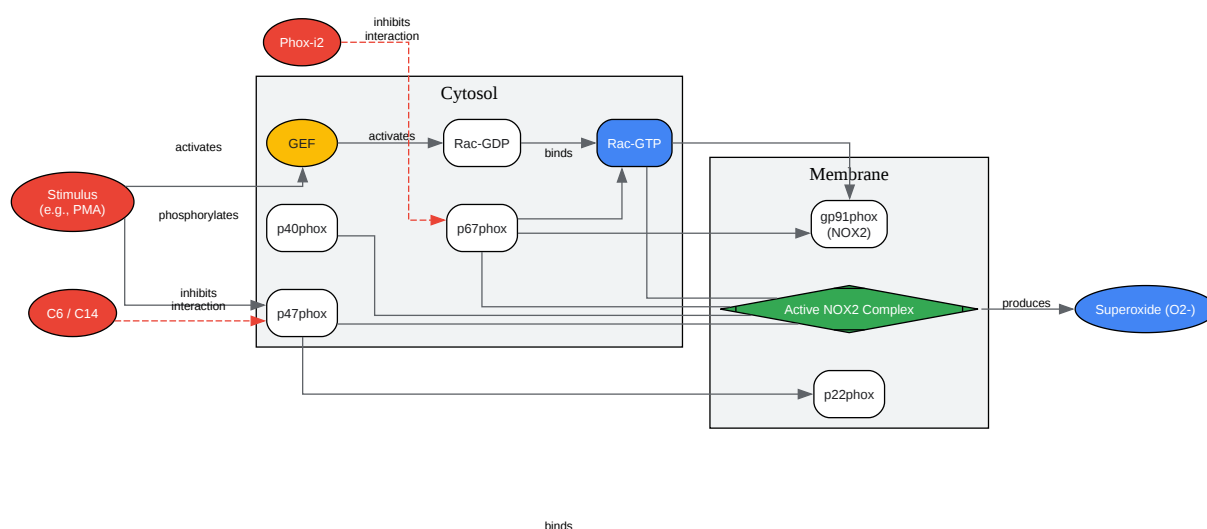 inhibits
interaction
Phox-i2
Cytosol
GEF
activates
Rac-GDP
binds
Rac-GTP
activates
Membrane
Stimulus
(e.g., PMA)
phosphorylates
p40phox
p67phox
gp91phox
(NOX2)
inhibits
interaction
C6 / C14
p47phox
Active NOX2 Complex
produces
Superoxide (O2-)
p22phox
binds